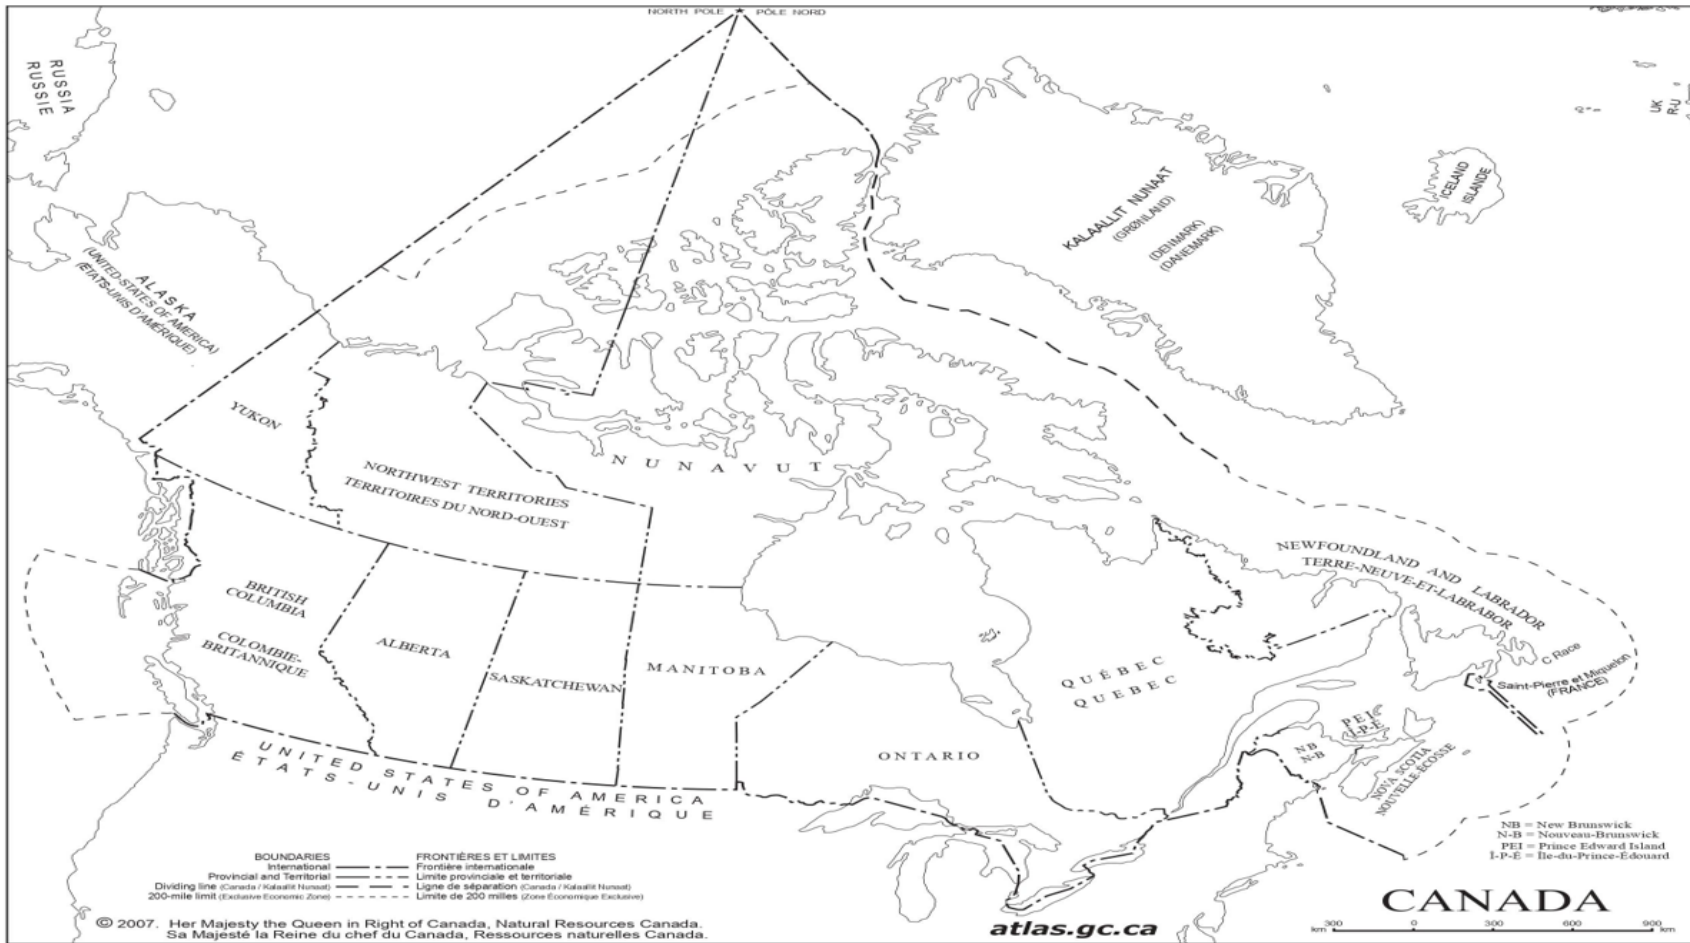 NORTH POLE ★ PÔLE NORD
RUSSIA
RUSSIE
UK
R-U
ICELAND
ISLANDE
KALAALLIT NUNAAT
(GRØNLAND)
(DENMARK)
(DANEMARK)
ALASKA
(UNITED-STATES OF AMERICA)
(ÉTATS-UNIS D'AMÉRIQUE)
YUKON
NUNAVUT
NORTHWEST TERRITORIES
TERRITOIRES DU NORD-OUEST
NEWFOUNDLAND AND LABRADOR
TERRE-NEUVE-ET-LABRABOR
BRITISH
COLUMBIA
COLOMBIE-
BRITANNIQUE
ALBERTA
SASKATCHEWAN
MANITOBA
QUÉBEC
QUEBEC
C Race
Saint-Pierre et Miquelon
(FRANCE)
ONTARIO
P E I
Î-P-É
NB
N-B
NOVA SCOTIA
NOUVELLE-ÉCOSSE
UNITED STATES OF AMERICA
ÉTATS-UNIS D'AMÉRIQUE
NB = New Brunswick
N-B = Nouveau-Brunswick
PEI = Prince Edward Island
Î-P-É = Île-du-Prince-Édouard
BOUNDARIES FRONTIÈRES ET LIMITES
International Frontière internationale
Provincial and Territorial Limite provinciale et territoriale
Dividing line (Canada / Kalaallit Nunaat) Ligne de séparation (Canada / Kalaallit Nunaat)
200-mile limit (Exclusive Economic Zone) Limite de 200 milles (Zone Économique Exclusive)
CANADA
300 0 300 600 900
km km
© 2007. Her Majesty the Queen in Right of Canada, Natural Resources Canada.
Sa Majesté la Reine du chef du Canada, Ressources naturelles Canada.
atlas.gc.ca